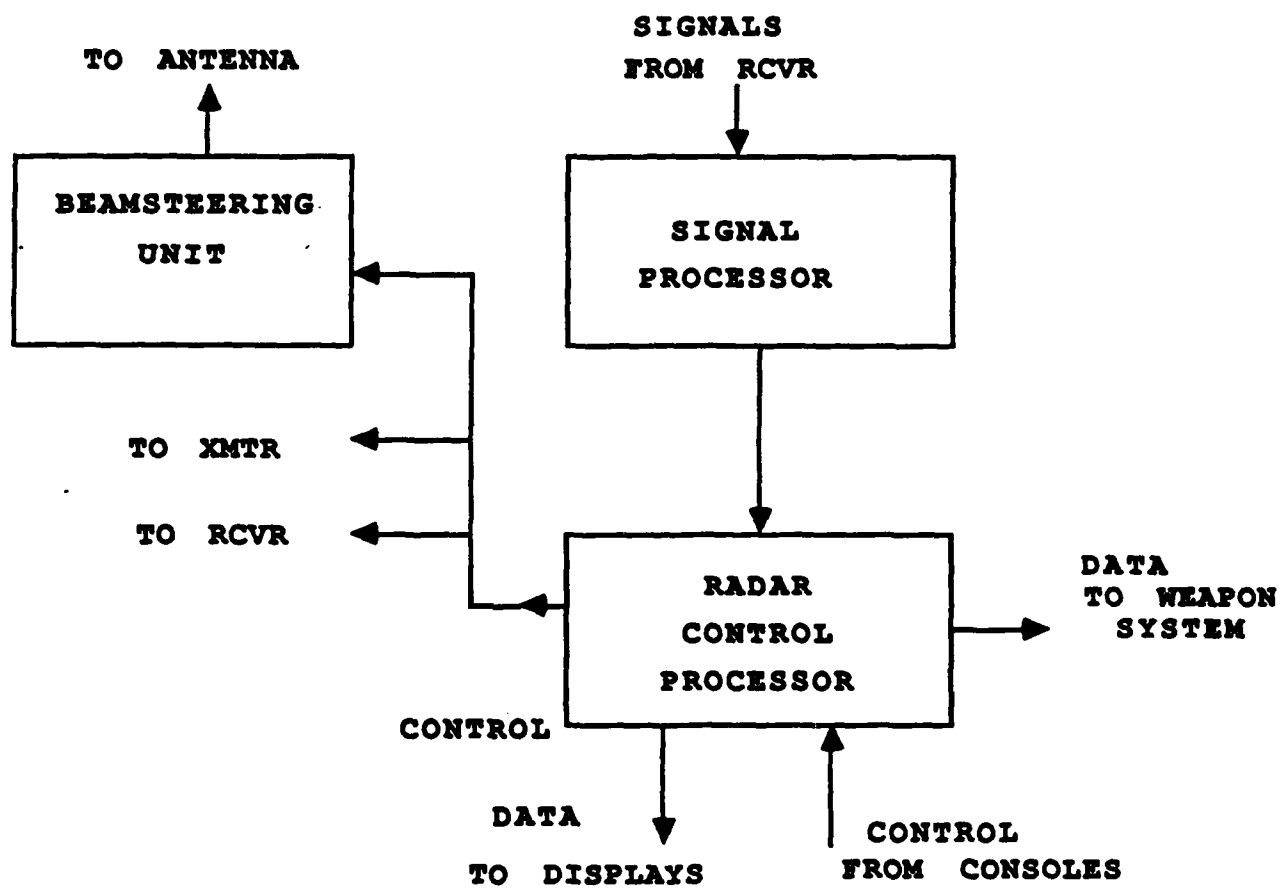 SIGNALS
FROM RCVR
TO ANTENNA
BEAMSTEERING
UNIT
SIGNAL
PROCESSOR
TO XMTR
TO RCVR
RADAR
CONTROL
PROCESSOR
DATA
TO WEAPON
SYSTEM
CONTROL
DATA
TO DISPLAYS
CONTROL
FROM CONSOLES